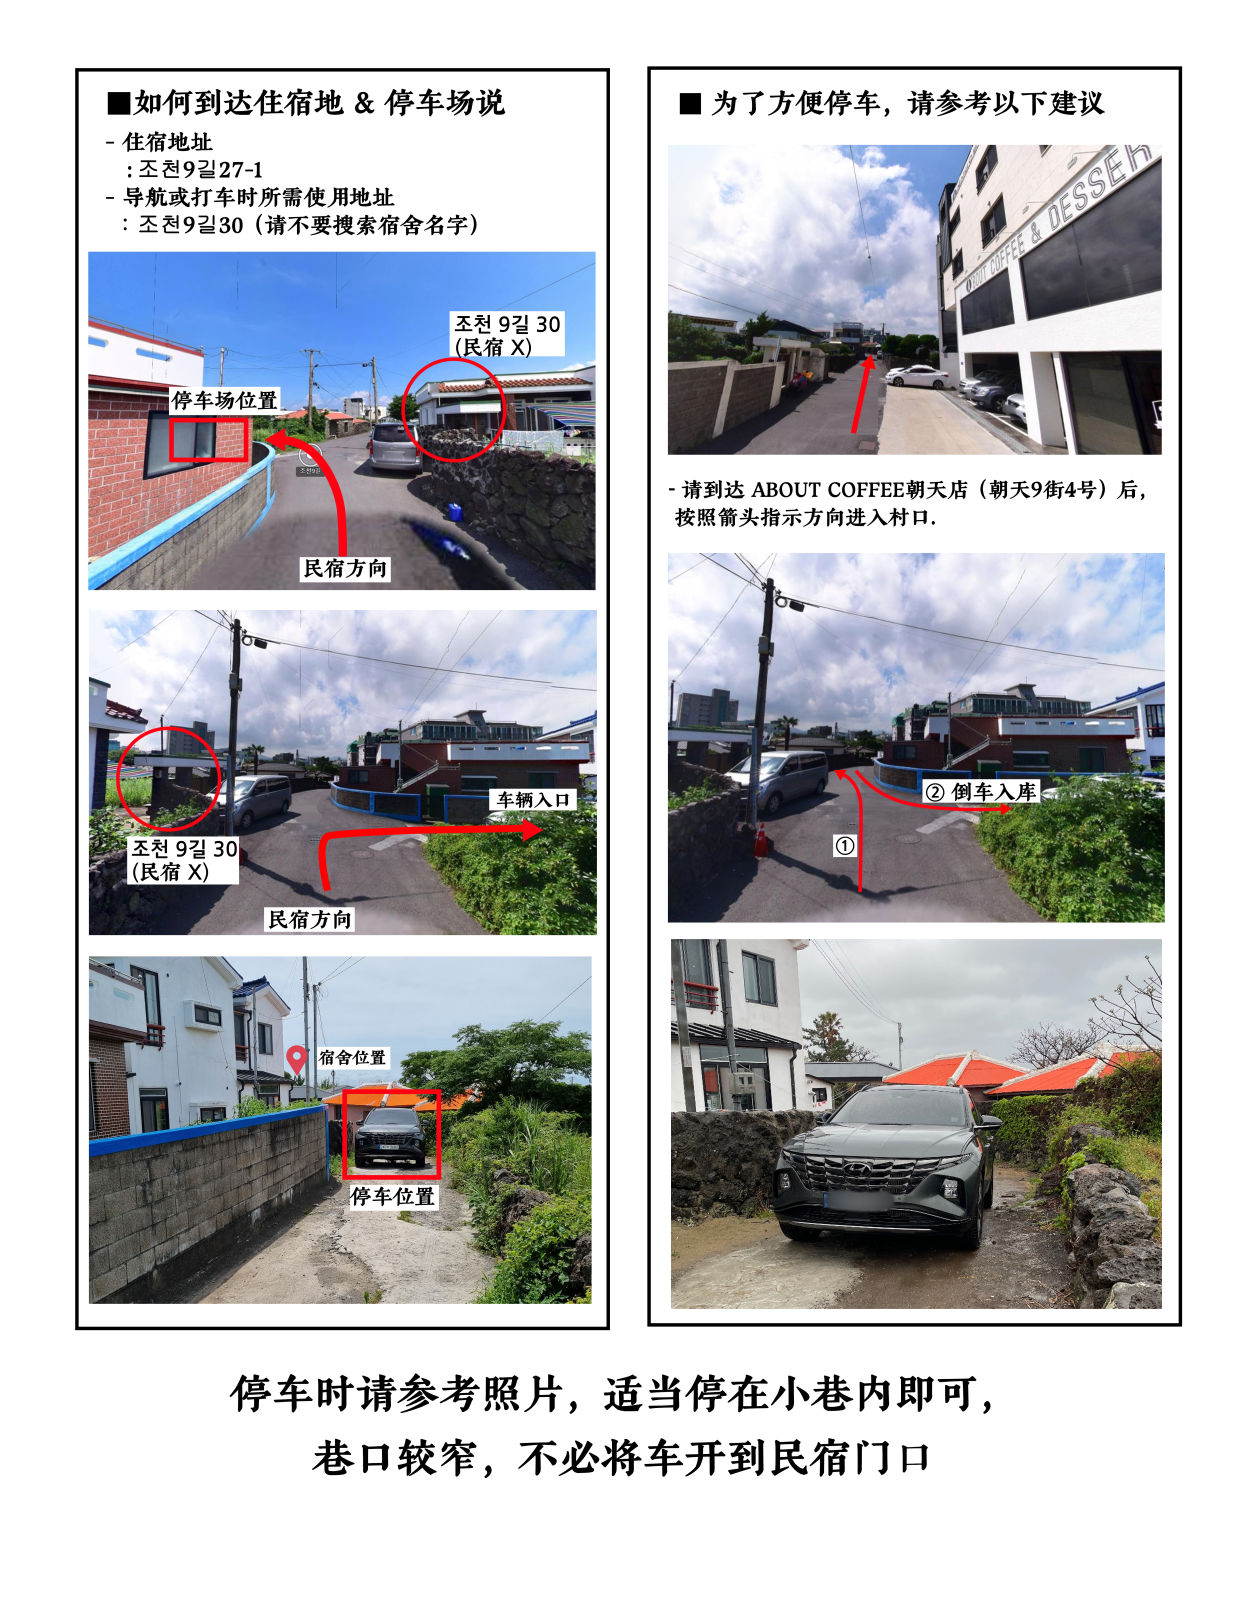 ■如何到达住宿地 & 停车场说
- 住宿地址
: 조천9길27-1
- 导航或打车时所需使用地址
: 조천9길30（请不要搜索宿舍名字）
조천 9길 30
(民宿 X)
停车场位置
조천9길
民宿方向
车辆入口
조천 9길 30
(民宿 X)
民宿方向
宿舍位置
停车位置
■ 为了方便停车，请参考以下建议
ABOUT COFFEE & DESSER
- 请到达 ABOUT COFFEE朝天店（朝天9街4号）后，
按照箭头指示方向进入村口.
② 倒车入库
①
停车时请参考照片，适当停在小巷内即可，
巷口较窄，不必将车开到民宿门口